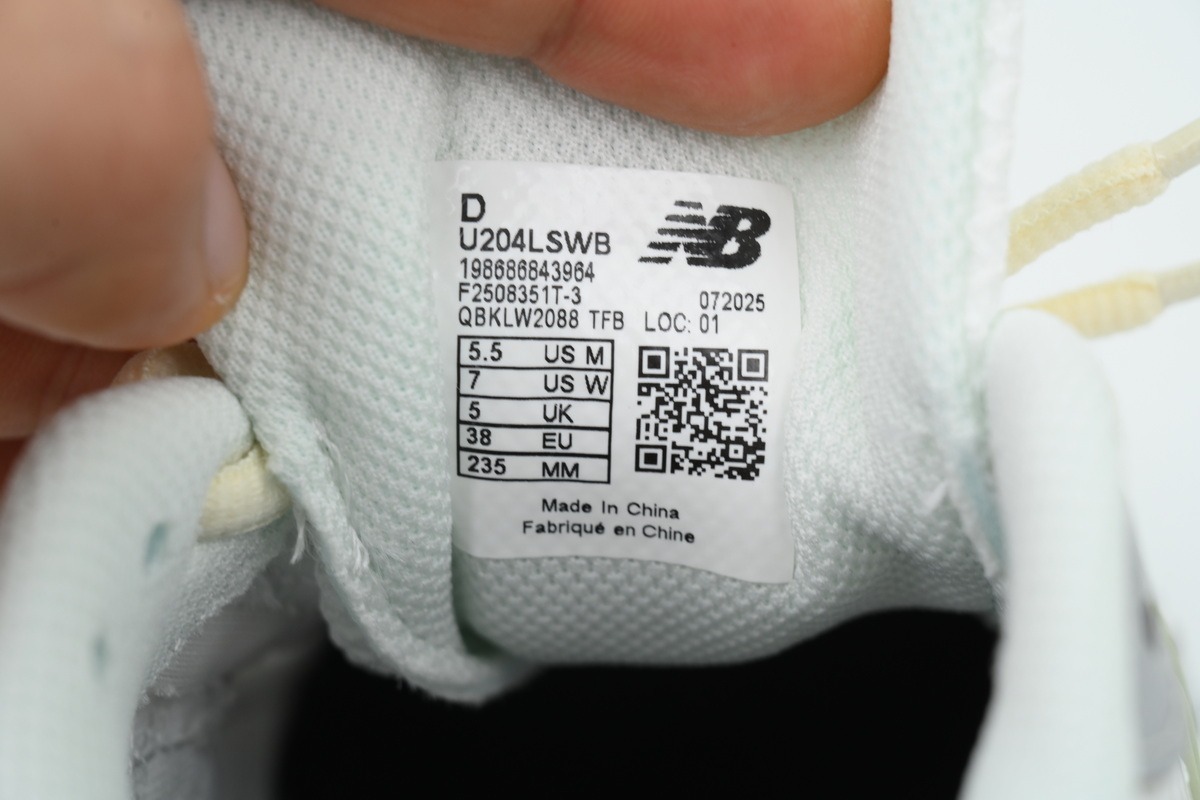 D
NB
U204LSWB
198686843964
F2508351T-3
072025
QBKLW2088 TFB LOC: 01
5.5 US M
7 US W
5 UK
38 EU
235 MM
Made In China
Fabriqué en Chine